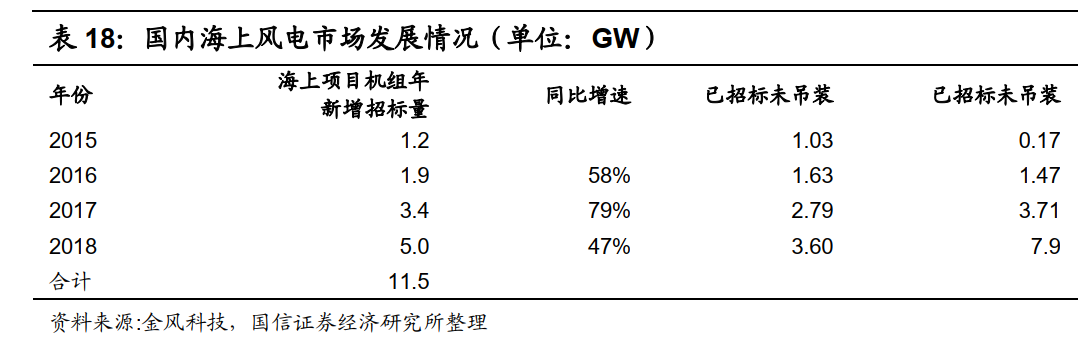 表 18：国内海上风电市场发展情况（单位：GW）
年份 海上项目机组年新增招标量 同比增速 已招标未吊装 已招标未吊装
2015 1.2 1.03 0.17
2016 1.9 58% 1.63 1.47
2017 3.4 79% 2.79 3.71
2018 5.0 47% 3.60 7.9
合计 11.5
资料来源:金风科技，国信证券经济研究所整理